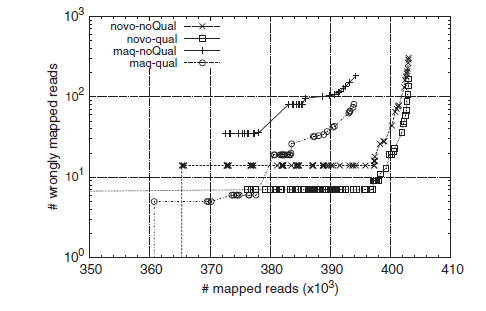 10³
novo-noQual
novo-qual
maq-noQual
maq-qual
10²
# wrongly mapped reads
10¹
10⁰
350 360 370 380 390 400 410
# mapped reads (x10³)